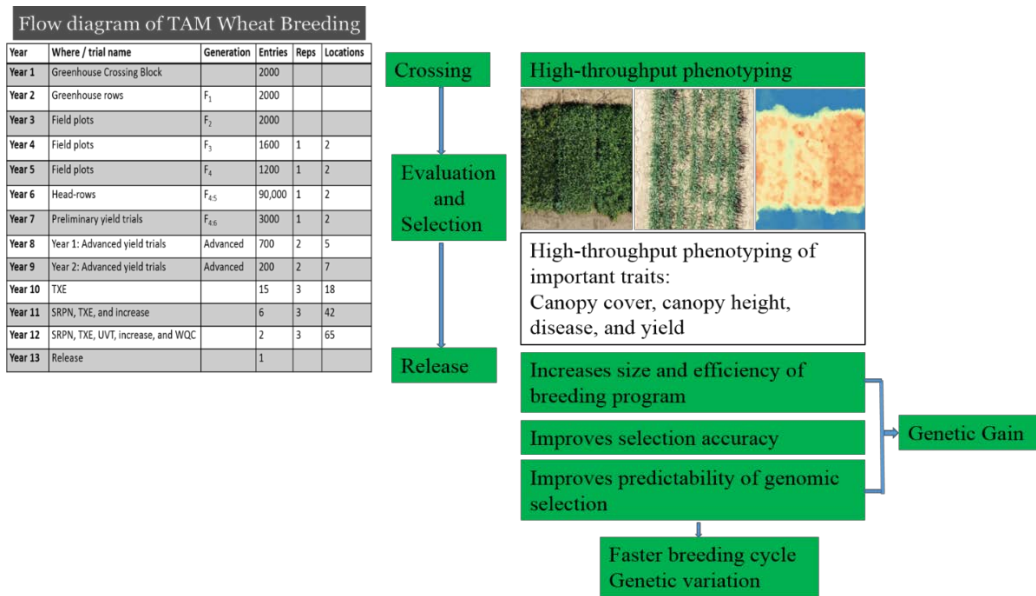 Flow diagram of TAM Wheat Breeding
Year Where / trial name Generation Entries Reps Locations
Year 1 Greenhouse Crossing Block 2000
Year 2 Greenhouse rows F1 2000
Year 3 Field plots F2 2000
Year 4 Field plots F3 1600 1 2
Year 5 Field plots F4 1200 1 2
Year 6 Head-rows F4:5 90,000 1 2
Year 7 Preliminary yield trials F4:6 3000 1 2
Year 8 Year 1: Advanced yield trials Advanced 700 2 5
Year 9 Year 2: Advanced yield trials Advanced 200 2 7
Year 10 TXE 15 3 18
Year 11 SRPN, TXE, and increase 6 3 42
Year 12 SRPN, TXE, UVT, increase, and WQC 2 3 65
Year 13 Release 1
Crossing
Evaluation
and
Selection
Release
High-throughput phenotyping
High-throughput phenotyping of
important traits:
Canopy cover, canopy height,
disease, and yield
Increases size and efficiency of
breeding program
Improves selection accuracy
Improves predictability of genomic
selection
Genetic Gain
Faster breeding cycle
Genetic variation